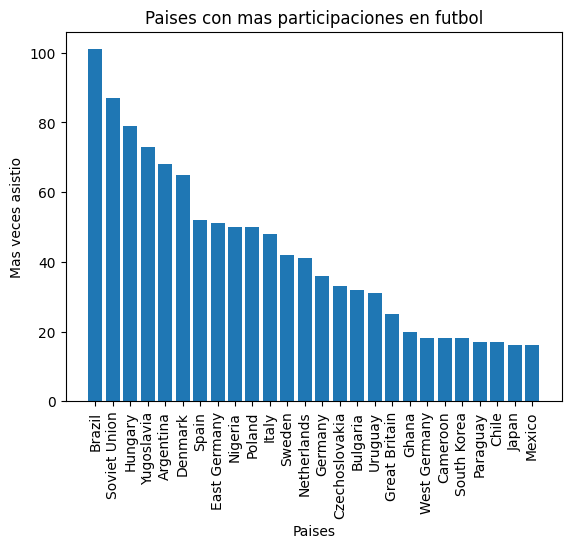 Paises con mas participaciones en futbol
Mas veces asistio
100
80
60
40
20
0
Brazil
Soviet Union
Hungary
Yugoslavia
Argentina
Denmark
Spain
East Germany
Nigeria
Poland
Italy
Sweden
Netherlands
Germany
Czechoslovakia
Bulgaria
Uruguay
Great Britain
Ghana
West Germany
Cameroon
South Korea
Paraguay
Chile
Japan
Mexico
Paises